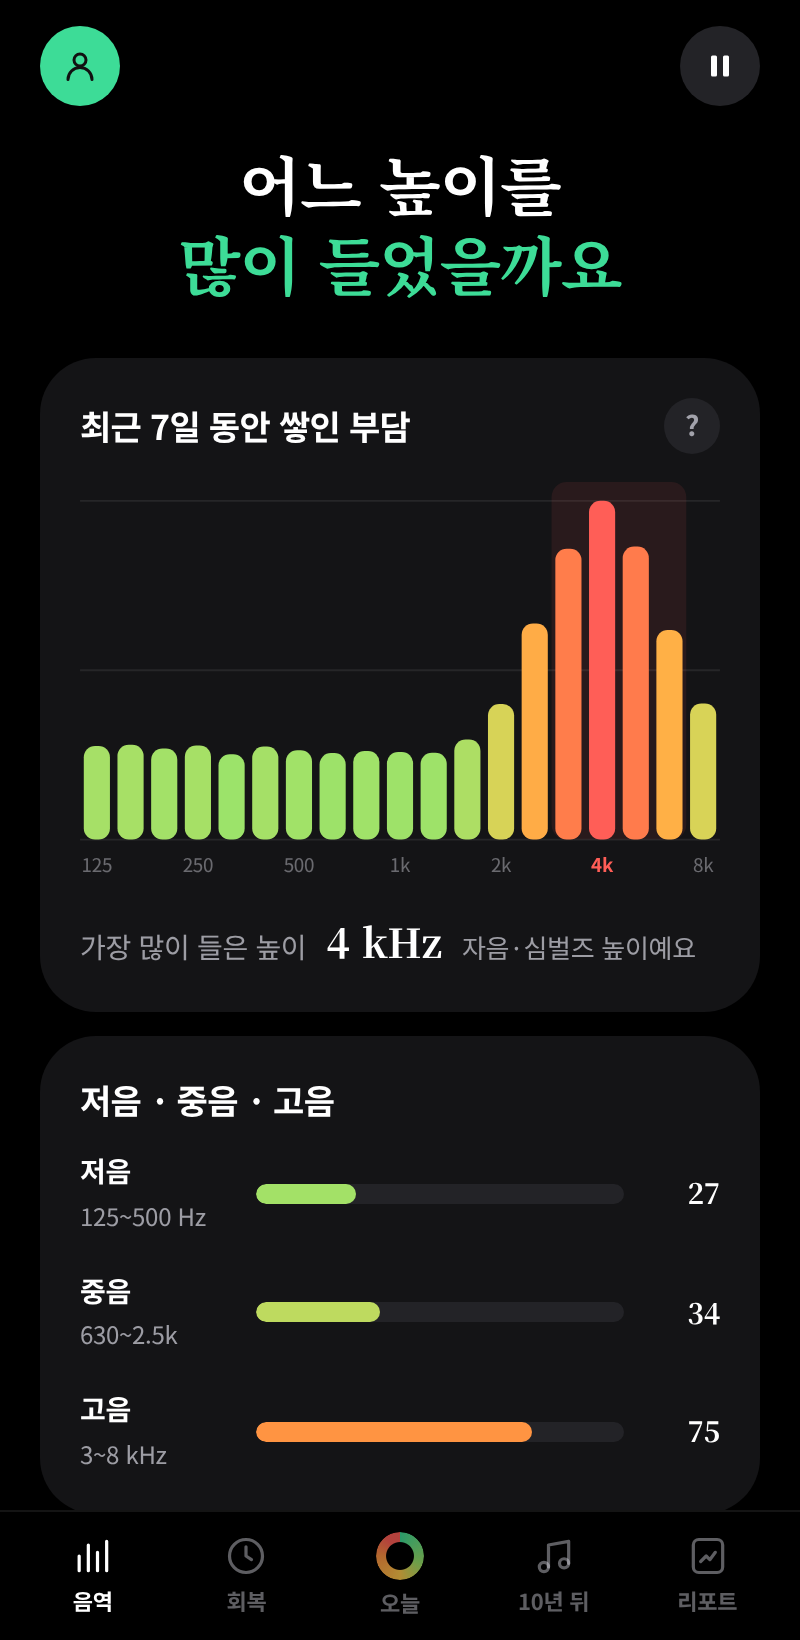 어느 높이를
많이 들었을까요
최근 7일 동안 쌓인 부담
?
125 250 500 1k 2k 4k 8k
가장 많이 들은 높이 4 kHz 자음·심벌즈 높이예요
저음 · 중음 · 고음
저음
125~500 Hz
27
중음
630~2.5k
34
고음
3~8 kHz
75
음역 회복 오늘 10년 뒤 리포트